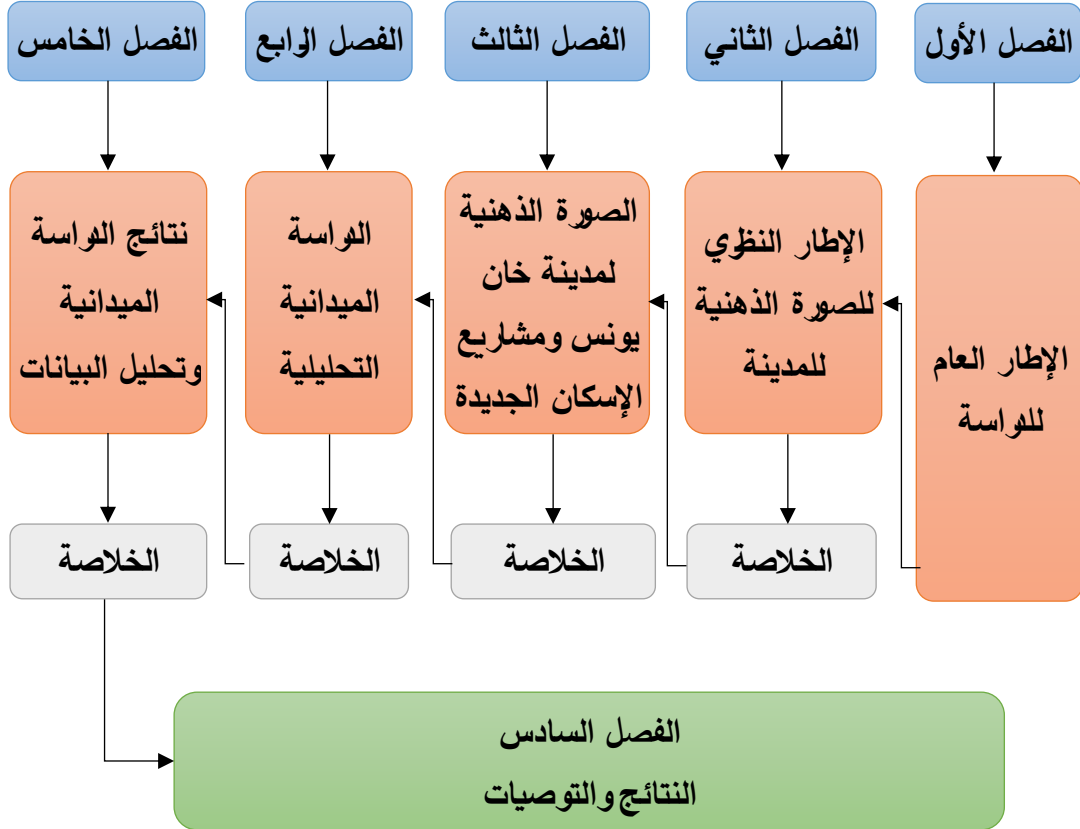 الفصل الأول
الفصل الثاني
الفصل الثالث
الفصل الرابع
الفصل الخامس
الإطار العام
للدراسة
الإطار النظري
للصورة الذهنية
للمدينة
الصورة الذهنية
لمدينة خان
يونس ومشاريع
الإسكان الجديدة
الدراسة
الميدانية
التحليلية
نتائج الدراسة
الميدانية
وتحليل البيانات
الخلاصة
الخلاصة
الخلاصة
الخلاصة
الفصل السادس
النتائج والتوصيات